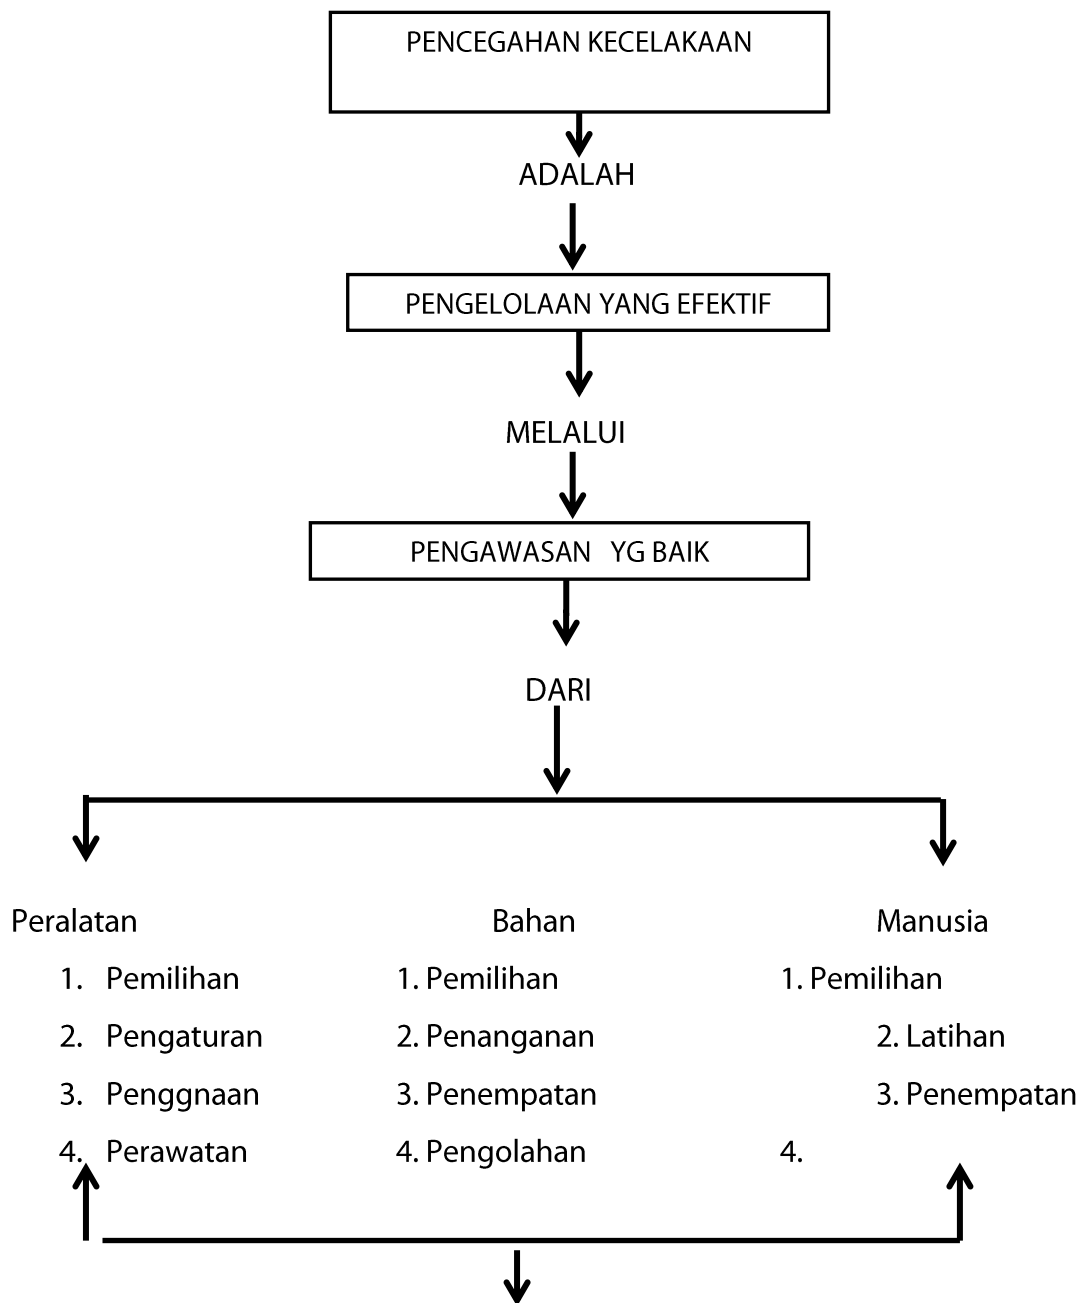 PENCEGAHAN KECELAKAAN
ADALAH
PENGELOLAAN YANG EFEKTIF
MELALUI
PENGAWASAN YG BAIK
DARI
Peralatan Bahan Manusia
1. Pemilihan 1. Pemilihan 1. Pemilihan
2. Pengaturan 2. Penanganan 2. Latihan
3. Penggnaan 3. Penempatan 3. Penempatan
4. Perawatan 4. Pengolahan 4.